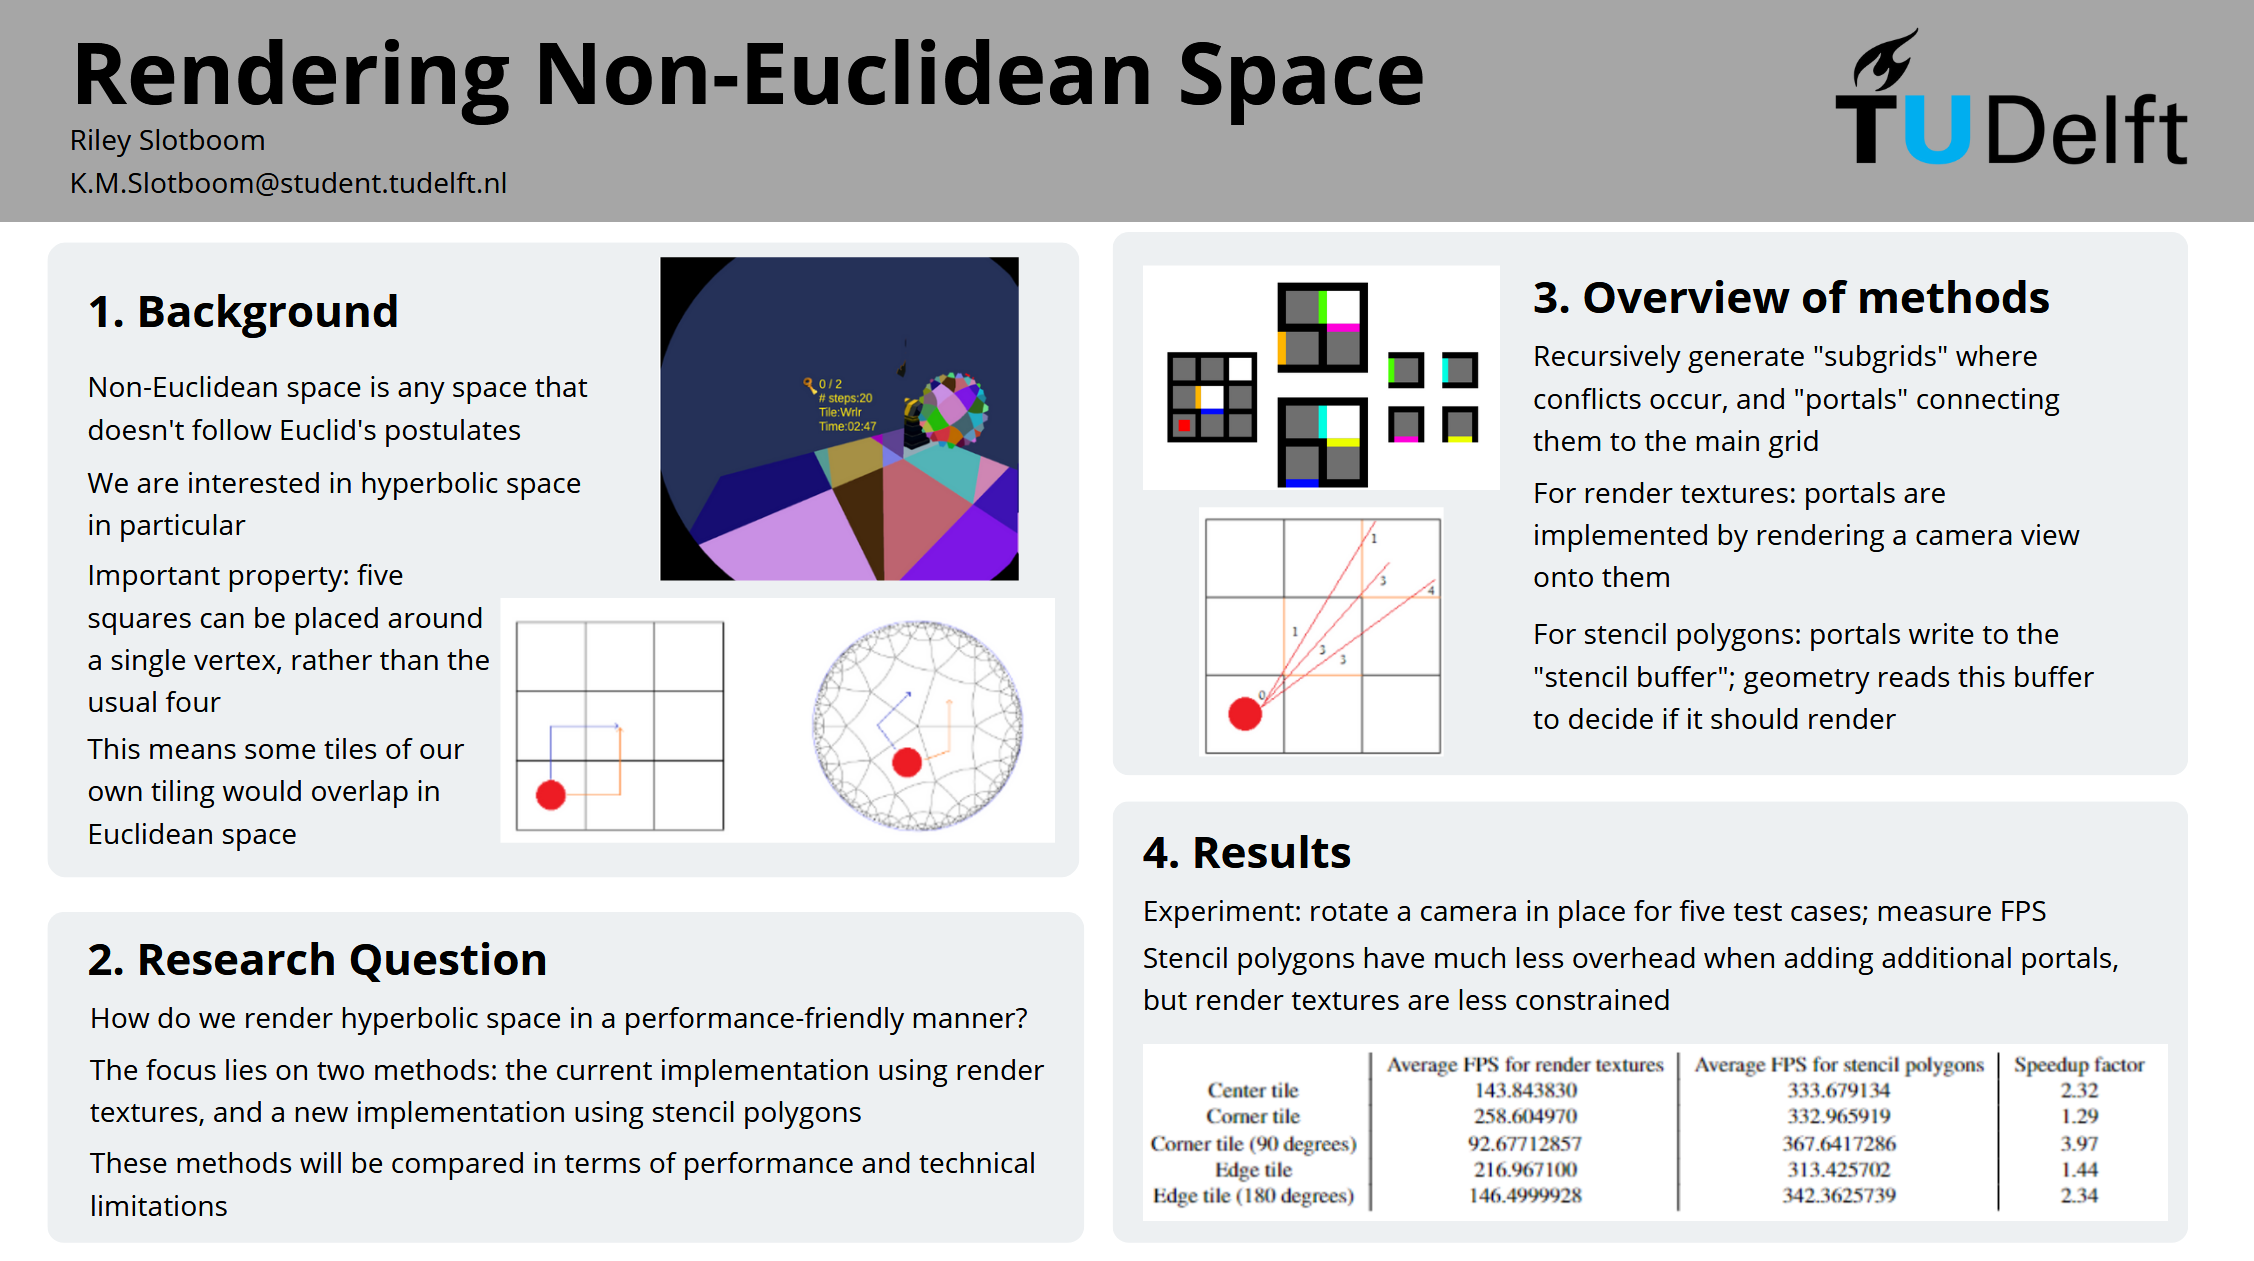 Rendering Non-Euclidean Space
Riley Slotboom
K.M.Slotboom@student.tudelft.nl
TUDelft
1. Background
Non-Euclidean space is any space that
doesn't follow Euclid's postulates
We are interested in hyperbolic space
in particular
Important property: five
squares can be placed around
a single vertex, rather than the
usual four
This means some tiles of our
own tiling would overlap in
Euclidean space
0 / 2
# steps:20
Tile:Wrlr
Time:02:47
2. Research Question
How do we render hyperbolic space in a performance-friendly manner?
The focus lies on two methods: the current implementation using render
textures, and a new implementation using stencil polygons
These methods will be compared in terms of performance and technical
limitations
3. Overview of methods
Recursively generate "subgrids" where
conflicts occur, and "portals" connecting
them to the main grid
For render textures: portals are
implemented by rendering a camera view
onto them
For stencil polygons: portals write to the
"stencil buffer"; geometry reads this buffer
to decide if it should render
1
3
4
1
3
3
0
4. Results
Experiment: rotate a camera in place for five test cases; measure FPS
Stencil polygons have much less overhead when adding additional portals,
but render textures are less constrained
Average FPS for render textures Average FPS for stencil polygons Speedup factor
Center tile 143.843830 333.679134 2.32
Corner tile 258.604970 332.965919 1.29
Corner tile (90 degrees) 92.67712857 367.6417286 3.97
Edge tile 216.967100 313.425702 1.44
Edge tile (180 degrees) 146.4999928 342.3625739 2.34